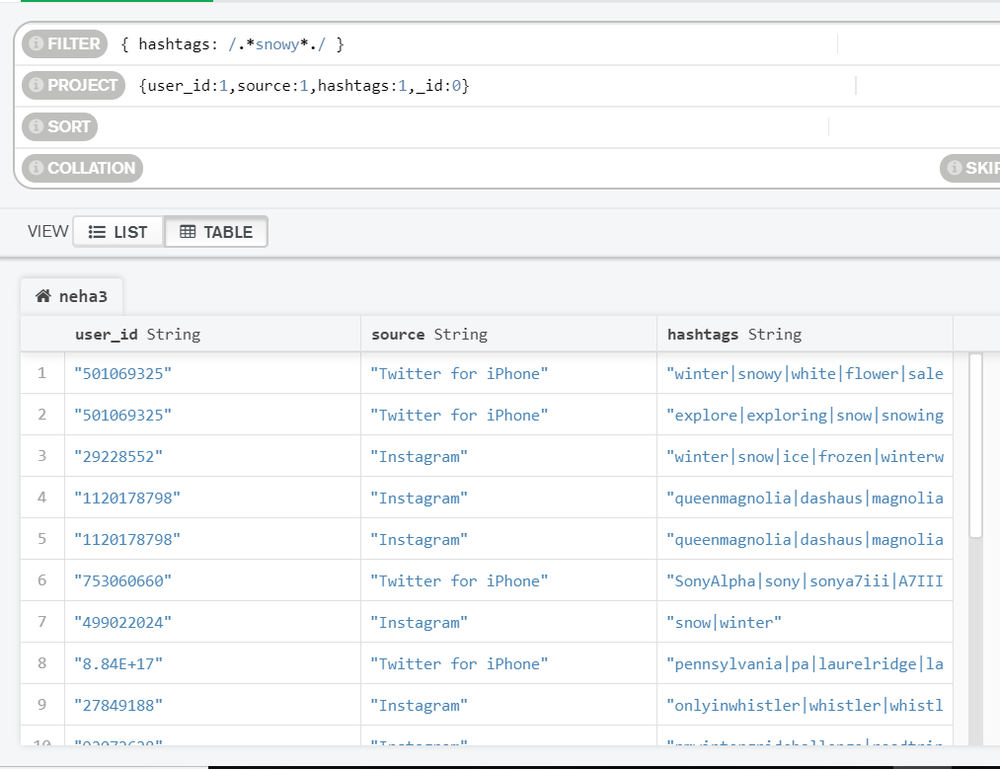 FILTER { hashtags: /.*snowy*./ }
PROJECT {user_id:1,source:1,hashtags:1,_id:0}
SORT
COLLATION SKIP
VIEW LIST TABLE
neha3
user_id String source String hashtags String
1 "501069325" "Twitter for iPhone" "winter|snowy|white|flower|sale
2 "501069325" "Twitter for iPhone" "explore|exploring|snow|snowing
3 "29228552" "Instagram" "winter|snow|ice|frozen|winterw
4 "1120178798" "Instagram" "queenmagnolia|dashaus|magnolia
5 "1120178798" "Instagram" "queenmagnolia|dashaus|magnolia
6 "753060660" "Twitter for iPhone" "SonyAlpha|sony|sonya7iii|A7III
7 "499022024" "Instagram" "snow|winter"
8 "8.84E+17" "Twitter for iPhone" "pennsylvania|pa|laurelridge|la
9 "27849188" "Instagram" "onlyinwhistler|whistler|whistl
10 "Instagram"